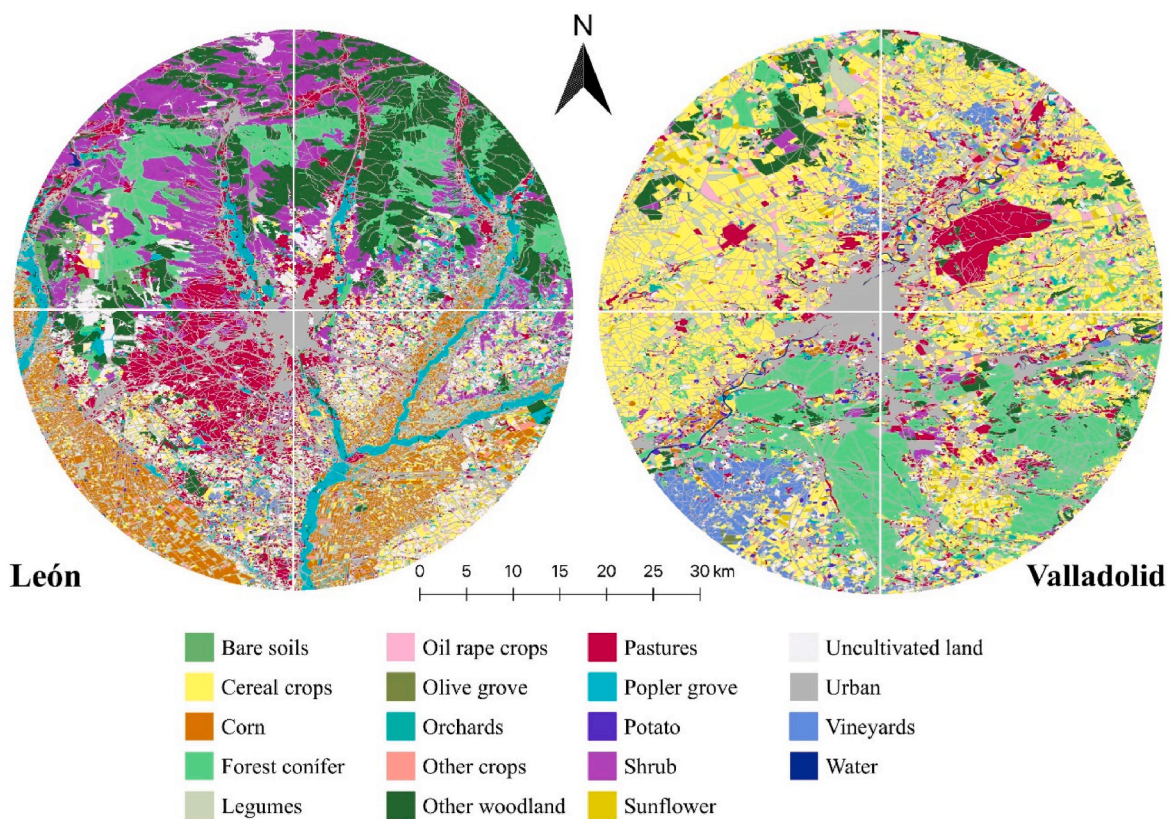 N
León
0 5 10 15 20 25 30 km
Valladolid
Bare soils
Cereal crops
Corn
Forest conífer
Legumes
Oil rape crops
Olive grove
Orchards
Other crops
Other woodland
Pastures
Popler grove
Potato
Shrub
Sunflower
Uncultivated land
Urban
Vineyards
Water